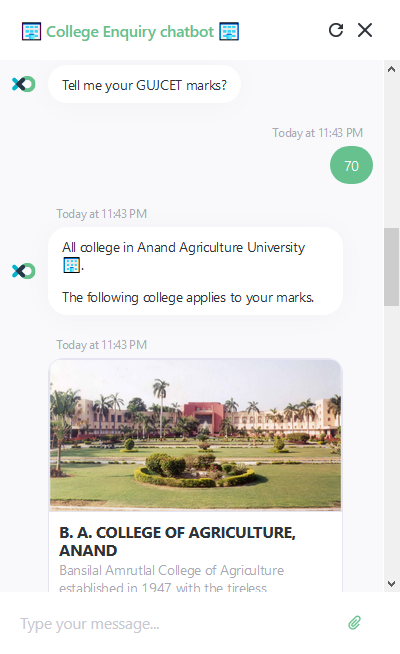 College Enquiry chatbot
Tell me your GUJCET marks?
Today at 11:43 PM
70
Today at 11:43 PM
All college in Anand Agriculture University
.
The following college applies to your marks.
Today at 11:43 PM
B. A. COLLEGE OF AGRICULTURE,
ANAND
Bansilal Amrutlal College of Agriculture
established in 1947 with the tireless
Type your message...